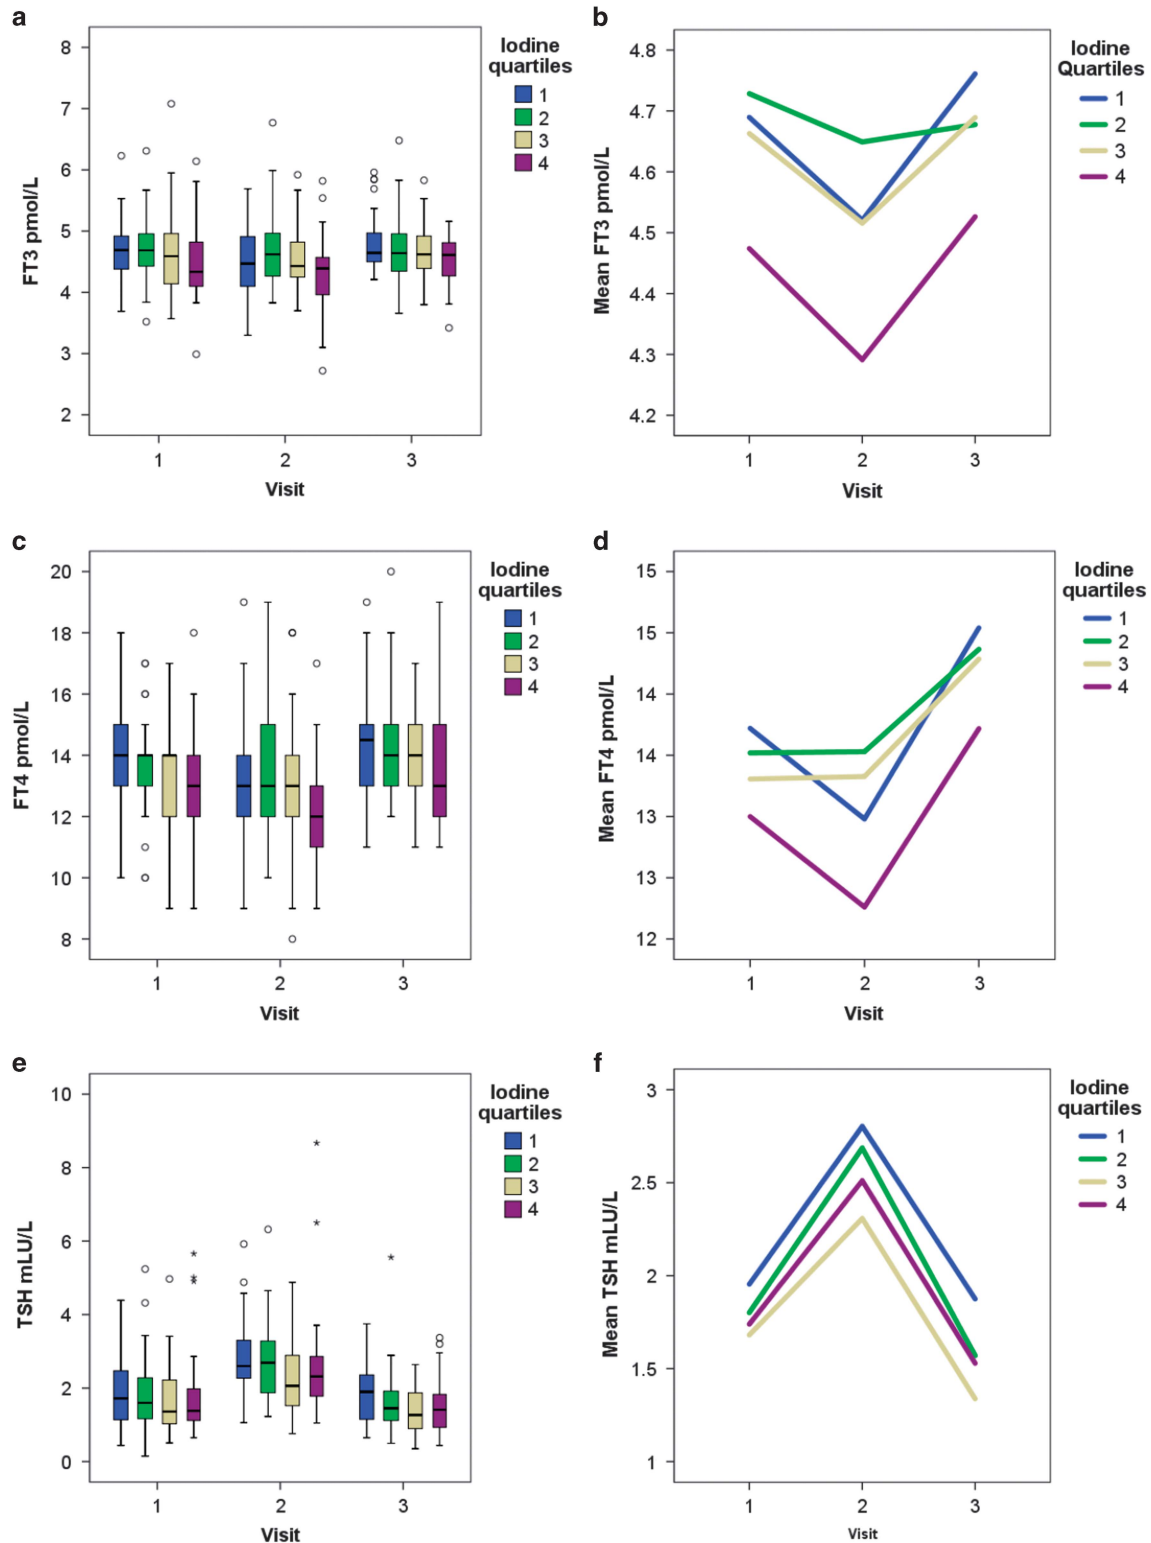 a
Iodine
quartiles
1
2
3
4
8
7
6
5
4
3
2
FT3 pmol/L
1
2
3
Visit
b
Iodine
Quartiles
1
2
3
4
4.8
4.7
4.6
4.5
4.4
4.3
4.2
Mean FT3 pmol/L
1
2
3
Visit
c
Iodine
quartiles
1
2
3
4
20
18
16
14
12
10
8
FT4 pmol/L
1
2
3
Visit
d
Iodine
quartiles
1
2
3
4
15
15
14
14
13
13
12
Mean FT4 pmol/L
1
2
3
Visit
e
Iodine
quartiles
1
2
3
4
10
8
6
4
2
0
TSH mLU/L
1
2
3
Visit
f
Iodine
quartiles
1
2
3
4
3
2.5
2
1.5
1
Mean TSH mLU/L
1
2
3
Visit